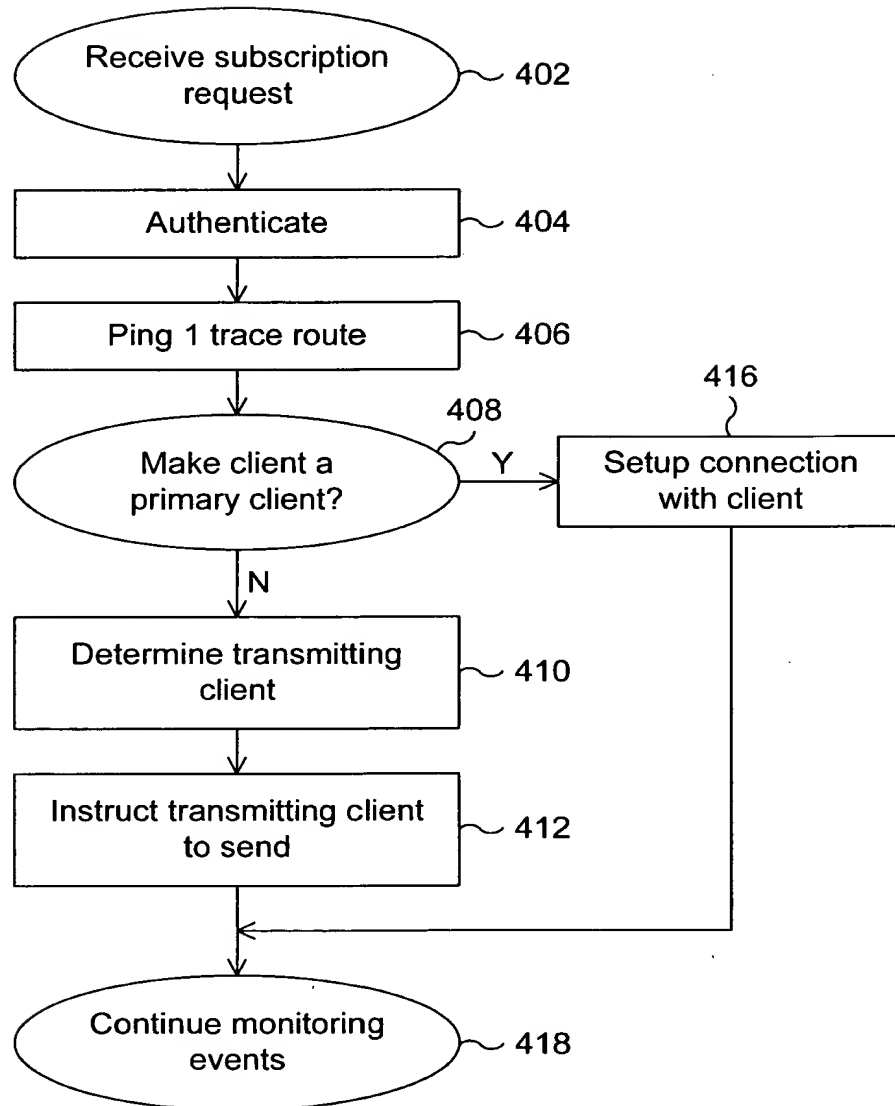 Receive subscription
request
402
Authenticate
404
Ping 1 trace route
406
408
Make client a
primary client?
Y
416
Setup connection
with client
N
Determine transmitting
client
410
Instruct transmitting client
to send
412
Continue monitoring
events
418